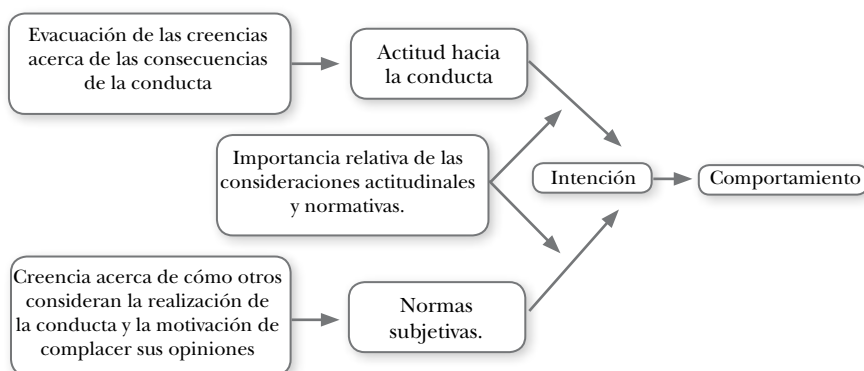 Evacuación de las creencias
acerca de las consecuencias
de la conducta
Actitud hacia
la conducta
Importancia relativa de las
consideraciones actitudinales
y normativas.
Intención
Comportamiento
Creencia acerca de cómo otros
consideran la realización de
la conducta y la motivación de
complacer sus opiniones
Normas
subjetivas.